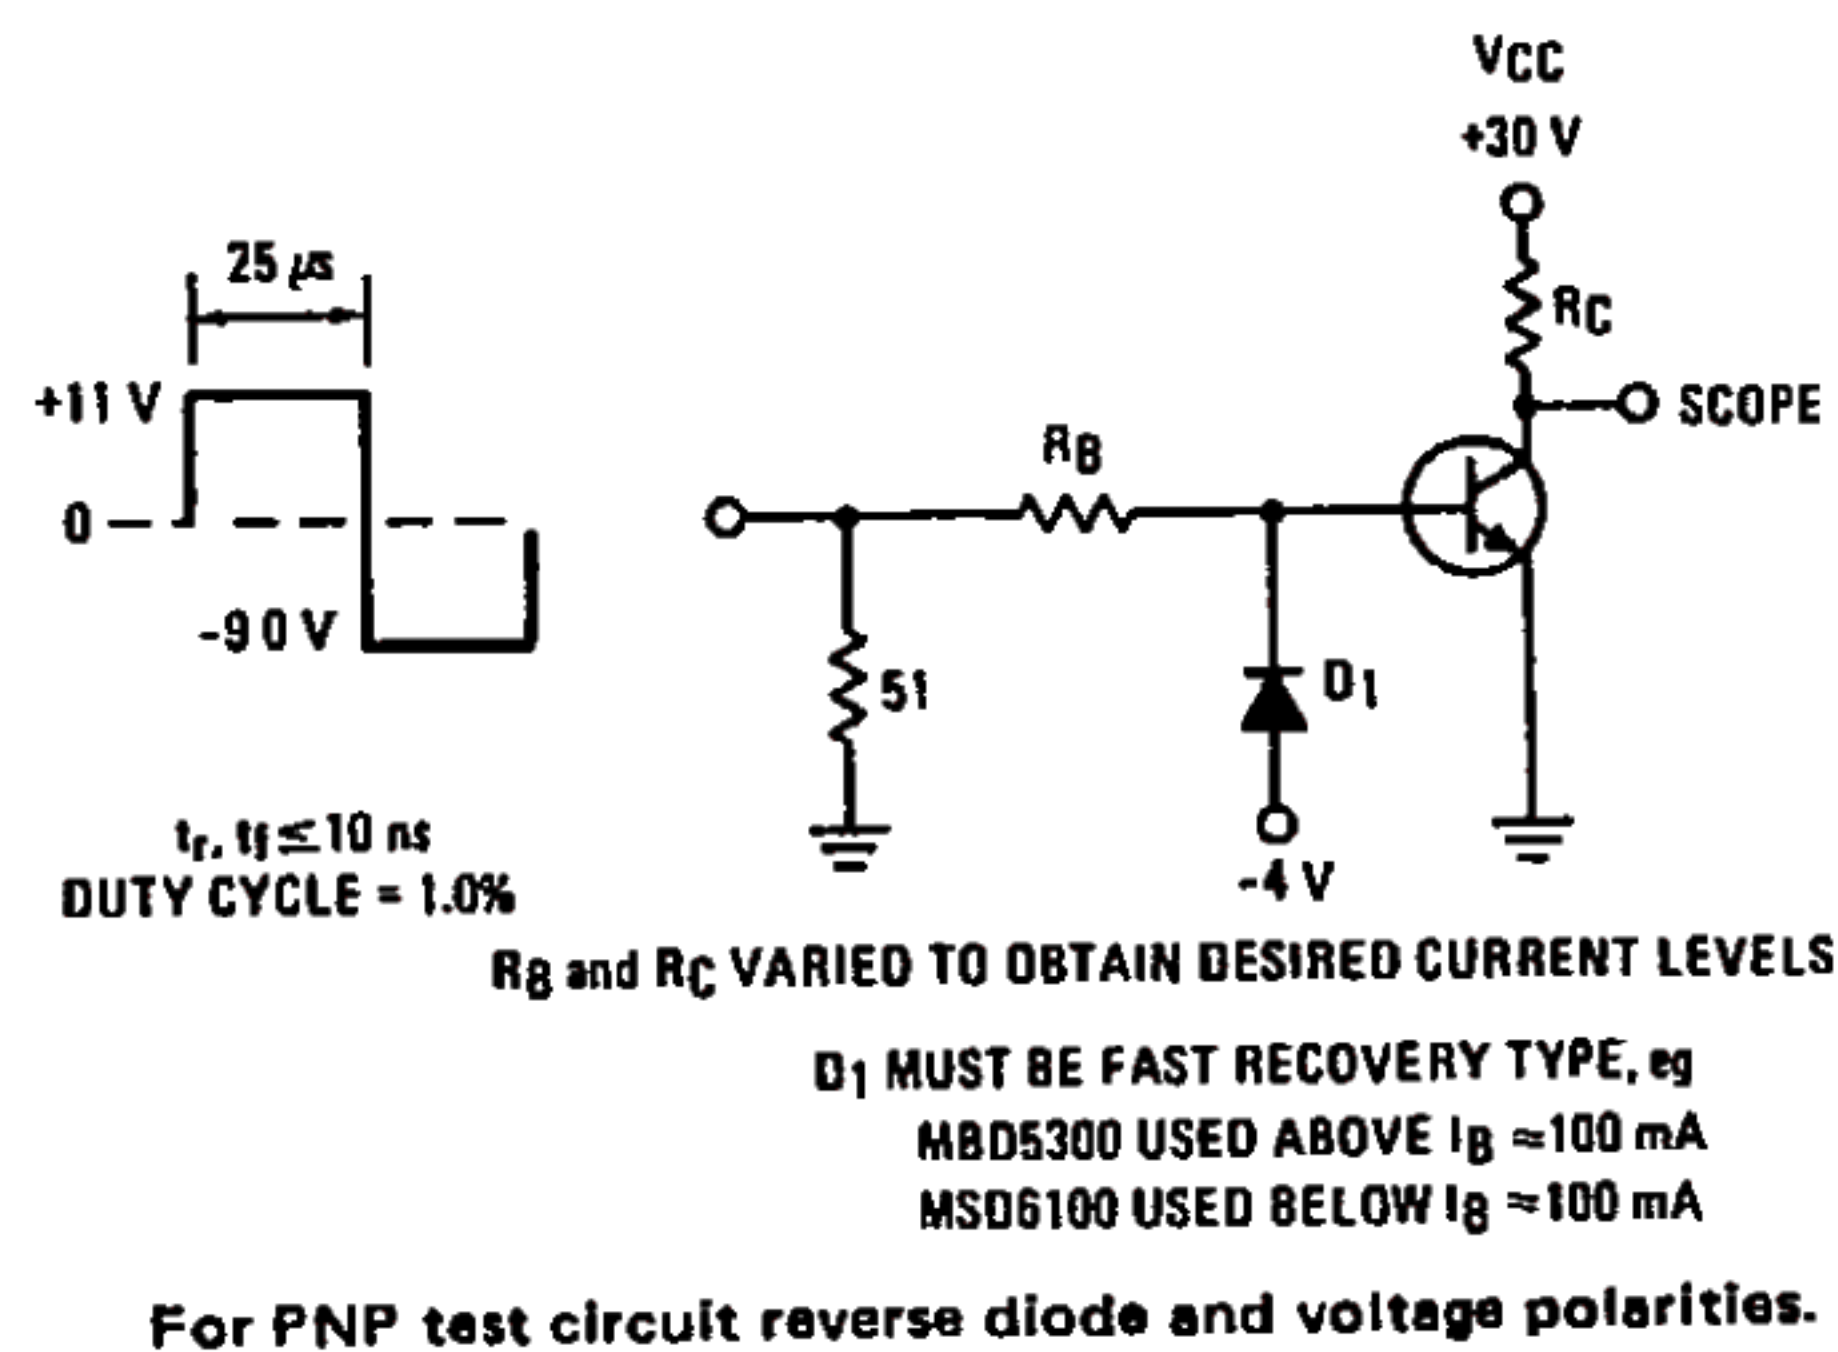 VCC
+30 V
25 μs
RC
+11 V
SCOPE
RB
0
-9 0 V
51
D1
-4 V
tr, tf ≤ 10 ns
DUTY CYCLE = 1.0%
RB and RC VARIED TO OBTAIN DESIRED CURRENT LEVELS
D1 MUST BE FAST RECOVERY TYPE, eg
MBD5300 USED ABOVE IB ≈100 mA
MSD6100 USED BELOW IB ≈100 mA
For PNP test circuit reverse diode and voltage polarities.